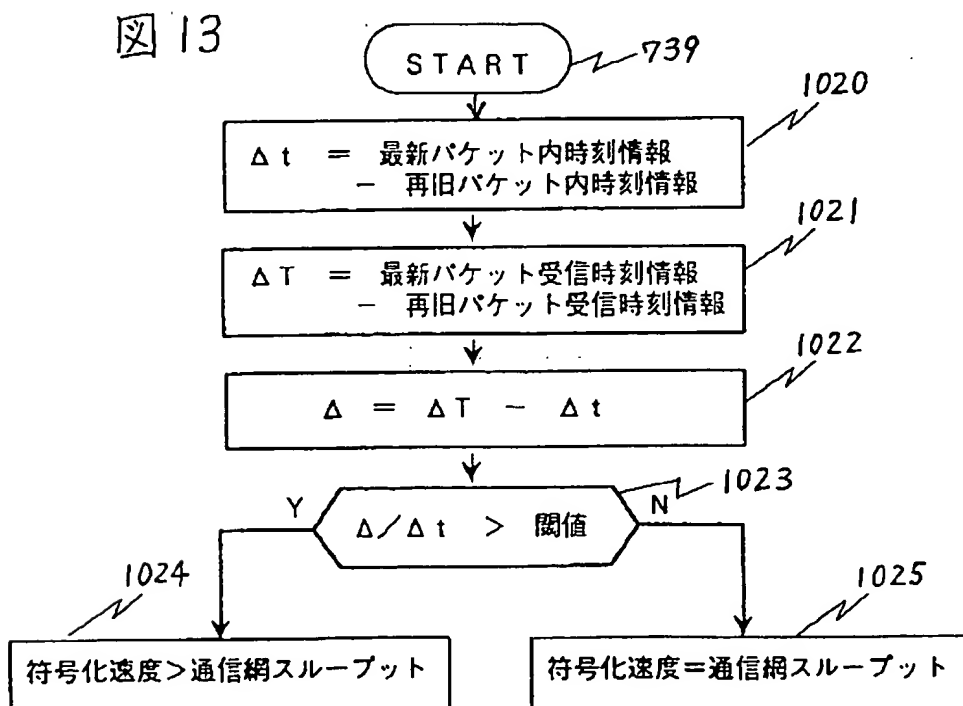 図13
START
739
1020
Δt = 最新パケット内時刻情報
- 再旧パケット内時刻情報
1021
ΔT = 最新パケット受信時刻情報
- 再旧パケット受信時刻情報
1022
Δ = ΔT - Δt
1023
Y
Δ/Δt > 閾値
N
1024
符号化速度>通信網スループット
1025
符号化速度=通信網スループット